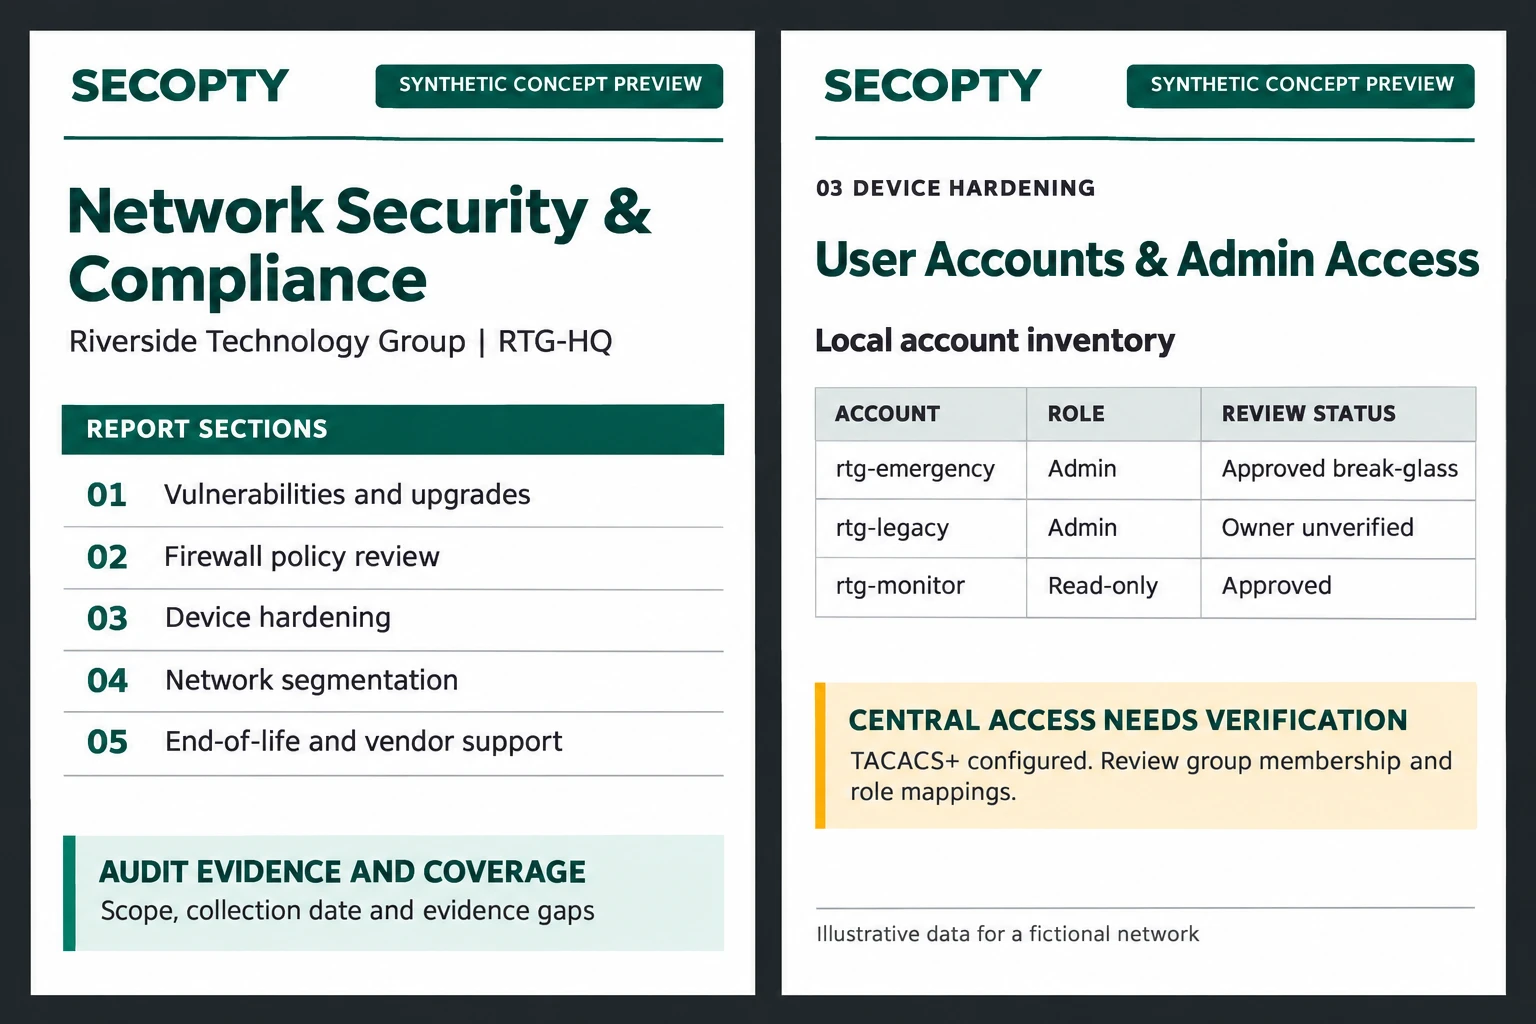 SECOPTY
SYNTHETIC CONCEPT PREVIEW
Network Security &
Compliance
Riverside Technology Group | RTG-HQ
REPORT SECTIONS
01 Vulnerabilities and upgrades
02 Firewall policy review
03 Device hardening
04 Network segmentation
05 End-of-life and vendor support
AUDIT EVIDENCE AND COVERAGE
Scope, collection date and evidence gaps
SECOPTY
SYNTHETIC CONCEPT PREVIEW
03 DEVICE HARDENING
User Accounts & Admin Access
Local account inventory
ACCOUNT ROLE REVIEW STATUS
rtg-emergency Admin Approved break-glass
rtg-legacy Admin Owner unverified
rtg-monitor Read-only Approved
CENTRAL ACCESS NEEDS VERIFICATION
TACACS+ configured. Review group membership and
role mappings.
Illustrative data for a fictional network